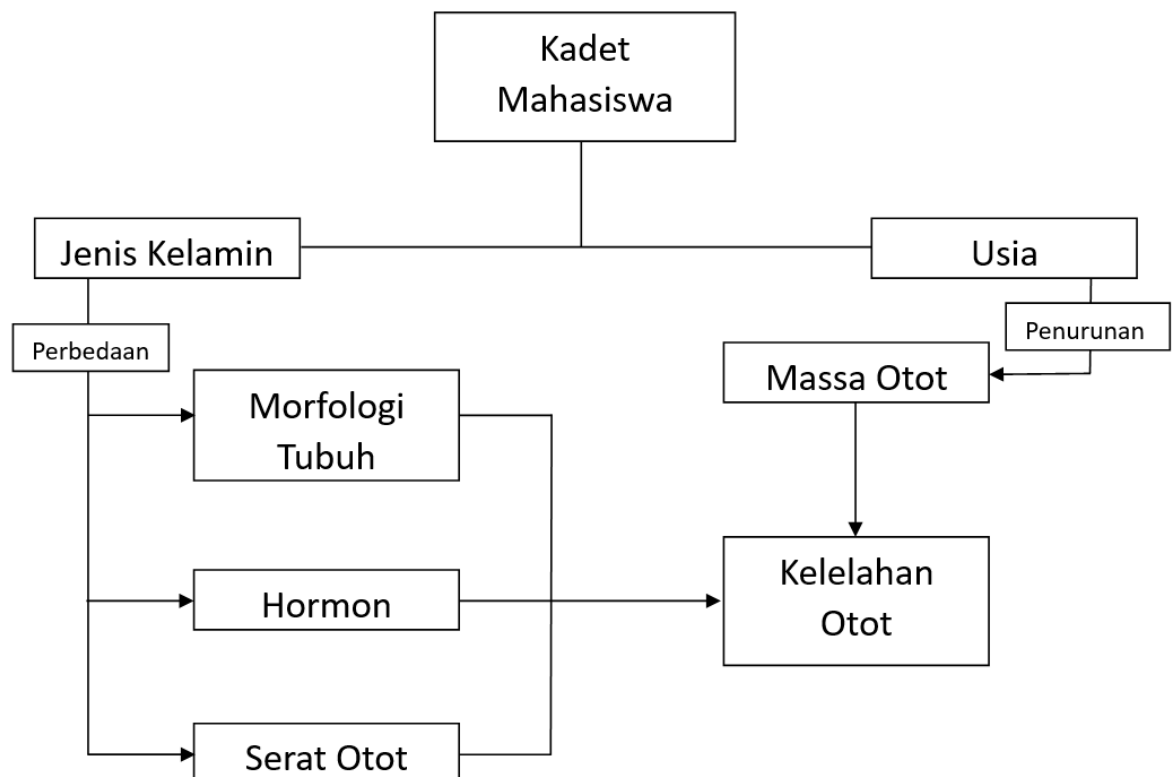 Kadet
Mahasiswa
Jenis Kelamin
Usia
Perbedaan
Penurunan
Massa Otot
Morfologi
Tubuh
Kelelahan
Otot
Hormon
Serat Otot